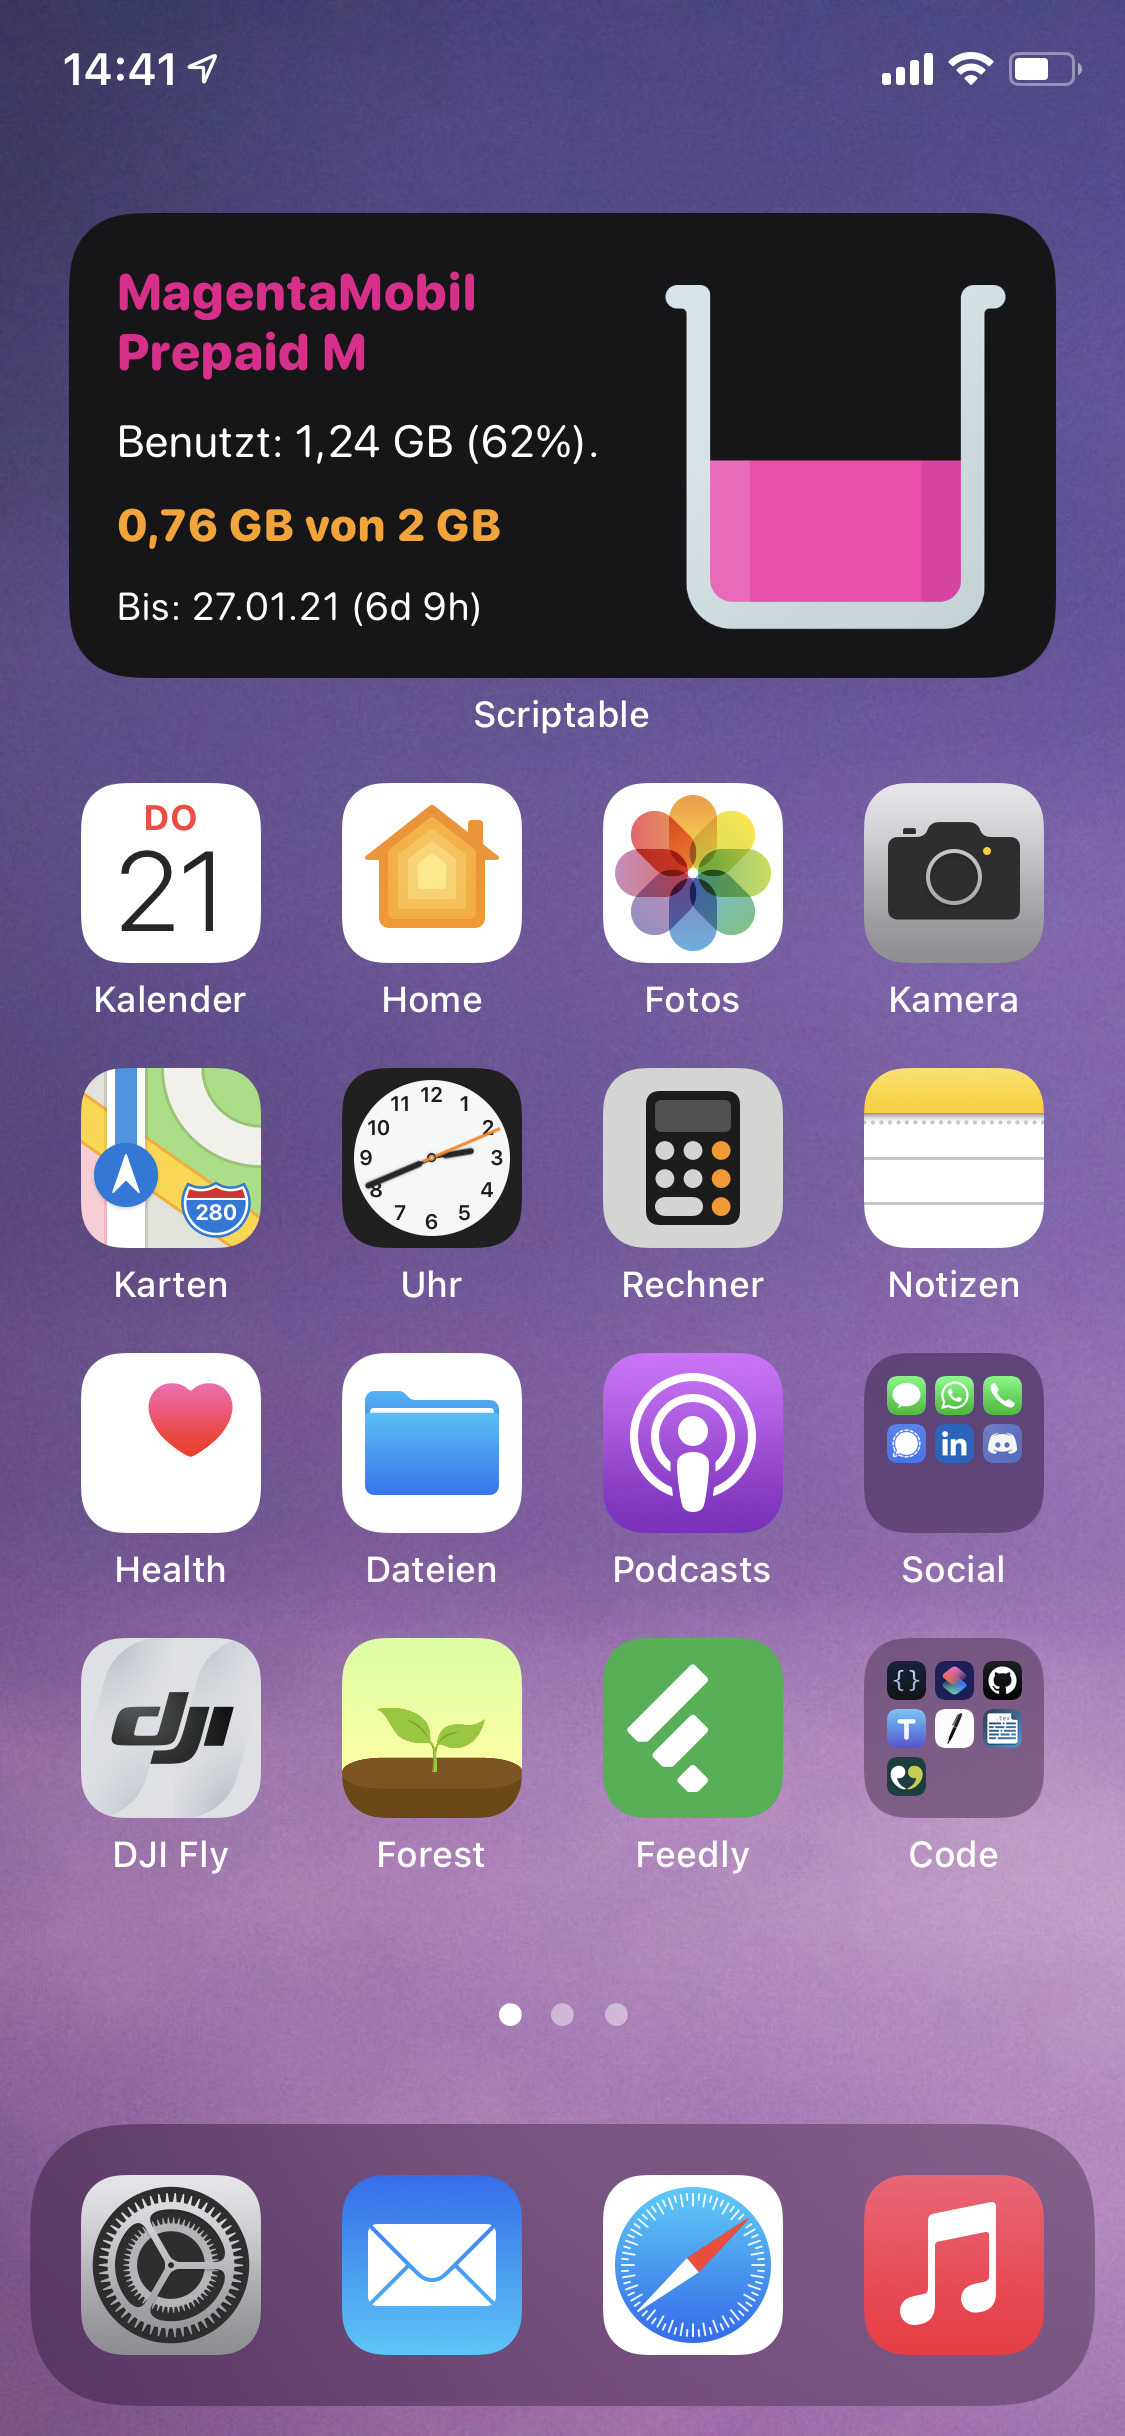 14:41
MagentaMobil
Prepaid M
Benutzt: 1,24 GB (62%).
0,76 GB von 2 GB
Bis: 27.01.21 (6d 9h)
Scriptable
DO
21
Kalender
Home
Fotos
Kamera
280
12
11 1
10 2
9 3
8 4
7 5
6
Karten
Uhr
Rechner
Notizen
in
Health
Dateien
Podcasts
Social
dji
{}
T
.tex
DJI Fly
Forest
Feedly
Code